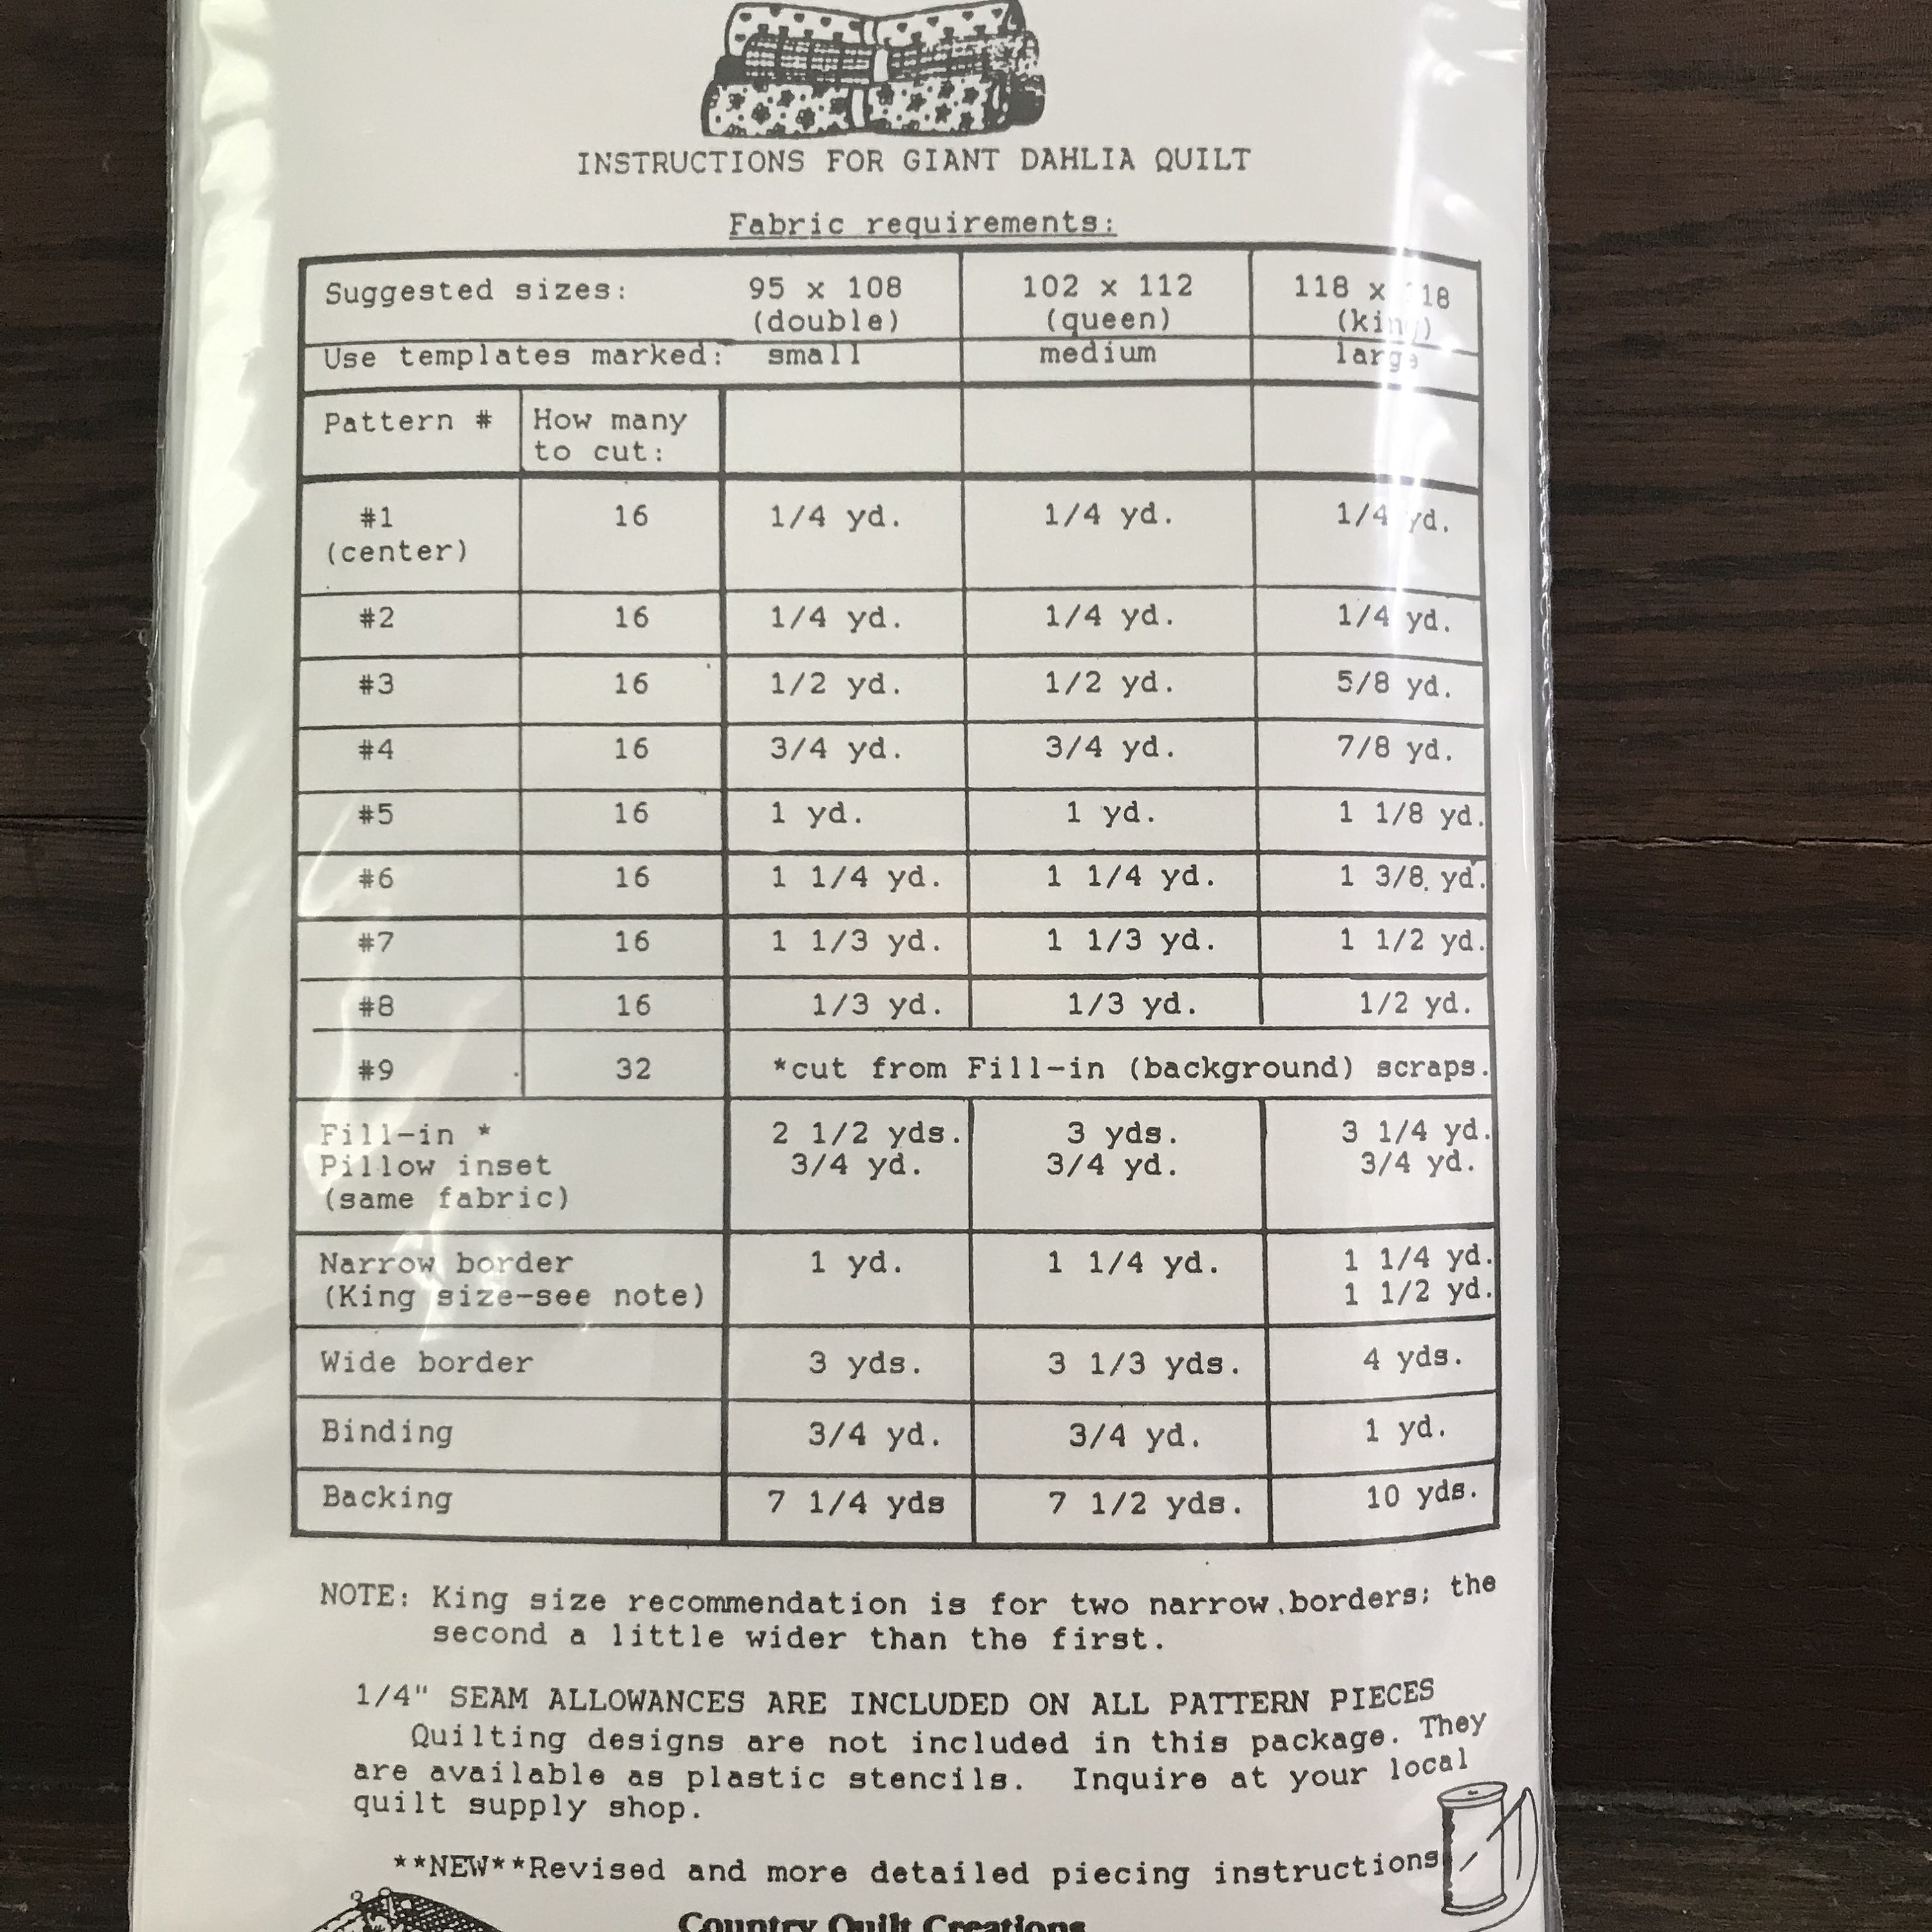 INSTRUCTIONS FOR GIANT DAHLIA QUILT
Fabric requirements:
Suggested sizes: 95 x 108 102 x 112 118 x 118
(double) (queen) (king)
Use templates marked: small medium large
Pattern # How many
to cut:
#1 16 1/4 yd. 1/4 yd. 1/4 yd.
(center)
#2 16 1/4 yd. 1/4 yd. 1/4 yd.
#3 16 1/2 yd. 1/2 yd. 5/8 yd.
#4 16 3/4 yd. 3/4 yd. 7/8 yd.
#5 16 1 yd. 1 yd. 1 1/8 yd.
#6 16 1 1/4 yd. 1 1/4 yd. 1 3/8 yd.
#7 16 1 1/3 yd. 1 1/3 yd. 1 1/2 yd.
#8 16 1/3 yd. 1/3 yd. 1/2 yd.
#9 32 *cut from Fill-in (background) scraps.
Fill-in * 2 1/2 yds. 3 yds. 3 1/4 yd.
Pillow inset 3/4 yd. 3/4 yd. 3/4 yd.
(same fabric)
Narrow border 1 yd. 1 1/4 yd. 1 1/4 yd.
(King size-see note) 1 1/2 yd.
Wide border 3 yds. 3 1/3 yds. 4 yds.
Binding 3/4 yd. 3/4 yd. 1 yd.
Backing 7 1/4 yds 7 1/2 yds. 10 yds.
NOTE: King size recommendation is for two narrow borders; the
second a little wider than the first.
1/4" SEAM ALLOWANCES ARE INCLUDED ON ALL PATTERN PIECES
Quilting designs are not included in this package. They
are available as plastic stencils. Inquire at your local
quilt supply shop.
**NEW**Revised and more detailed piecing instructions
Country Quilt Creations